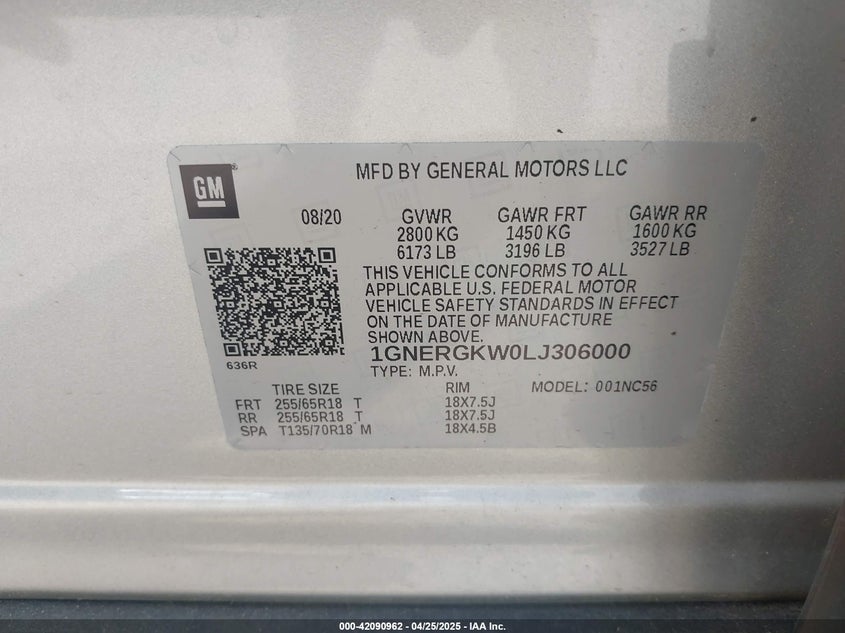 GM
MFD BY GENERAL MOTORS LLC
08/20 GVWR GAWR FRT GAWR RR
2800 KG 1450 KG 1600 KG
6173 LB 3196 LB 3527 LB
THIS VEHICLE CONFORMS TO ALL
APPLICABLE U.S. FEDERAL MOTOR
VEHICLE SAFETY STANDARDS IN EFFECT
ON THE DATE OF MANUFACTURE
SHOWN ABOVE.
1GNERGKW0LJ306000
636R
TYPE: M.P.V.
TIRE SIZE RIM MODEL: 001NC56
FRT 255/65R18 T 18X7.5J
RR 255/65R18 T 18X7.5J
SPA T135/70R18 M 18X4.5B
000-42090962 - 04/25/2025 - IAA Inc.